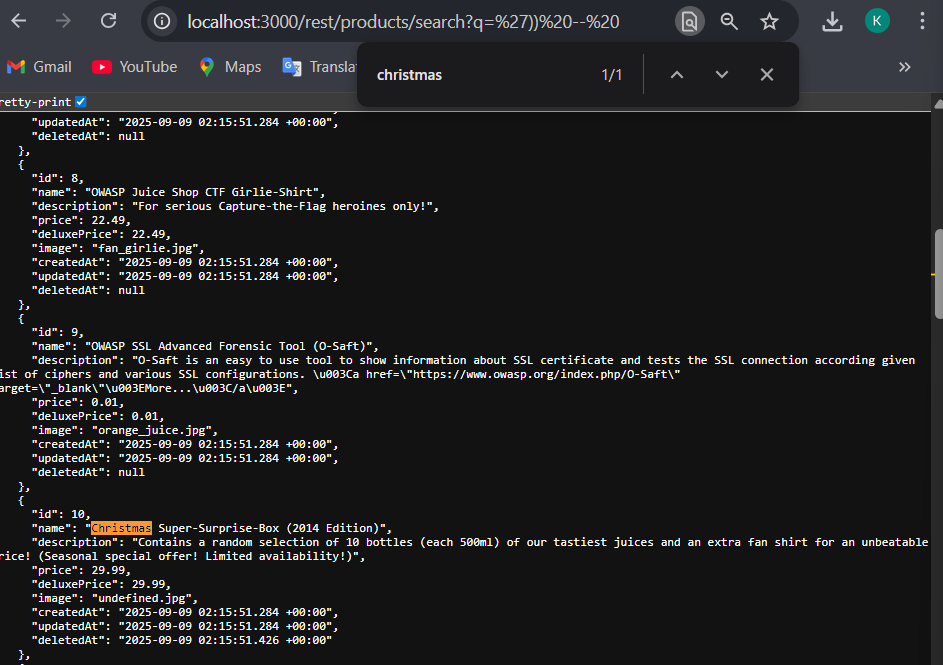 localhost:3000/rest/products/search?q=%27))%20--%20
K
Gmail
YouTube
Maps
Transla
christmas
1/1
retty-print
"updatedAt": "2025-09-09 02:15:51.284 +00:00",
"deletedAt": null
},
{
"id": 8,
"name": "OWASP Juice Shop CTF Girlie-Shirt",
"description": "For serious Capture-the-Flag heroines only!",
"price": 22.49,
"deluxePrice": 22.49,
"image": "fan_girlie.jpg",
"createdAt": "2025-09-09 02:15:51.284 +00:00",
"updatedAt": "2025-09-09 02:15:51.284 +00:00",
"deletedAt": null
},
{
"id": 9,
"name": "OWASP SSL Advanced Forensic Tool (O-Saft)",
"description": "O-Saft is an easy to use tool to show information about SSL certificate and tests the SSL connection according given
ist of ciphers and various SSL configurations. \u003Ca href=\"https://www.owasp.org/index.php/O-Saft\"
arget=\"_blank\"\u003EMore...\u003C/a\u003E",
"price": 0.01,
"deluxePrice": 0.01,
"image": "orange_juice.jpg",
"createdAt": "2025-09-09 02:15:51.284 +00:00",
"updatedAt": "2025-09-09 02:15:51.284 +00:00",
"deletedAt": null
},
{
"id": 10,
"name": "Christmas Super-Surprise-Box (2014 Edition)",
"description": "Contains a random selection of 10 bottles (each 500ml) of our tastiest juices and an extra fan shirt for an unbeatable
rice! (Seasonal special offer! Limited availability!)",
"price": 29.99,
"deluxePrice": 29.99,
"image": "undefined.jpg",
"createdAt": "2025-09-09 02:15:51.284 +00:00",
"updatedAt": "2025-09-09 02:15:51.284 +00:00",
"deletedAt": "2025-09-09 02:15:51.426 +00:00"
},